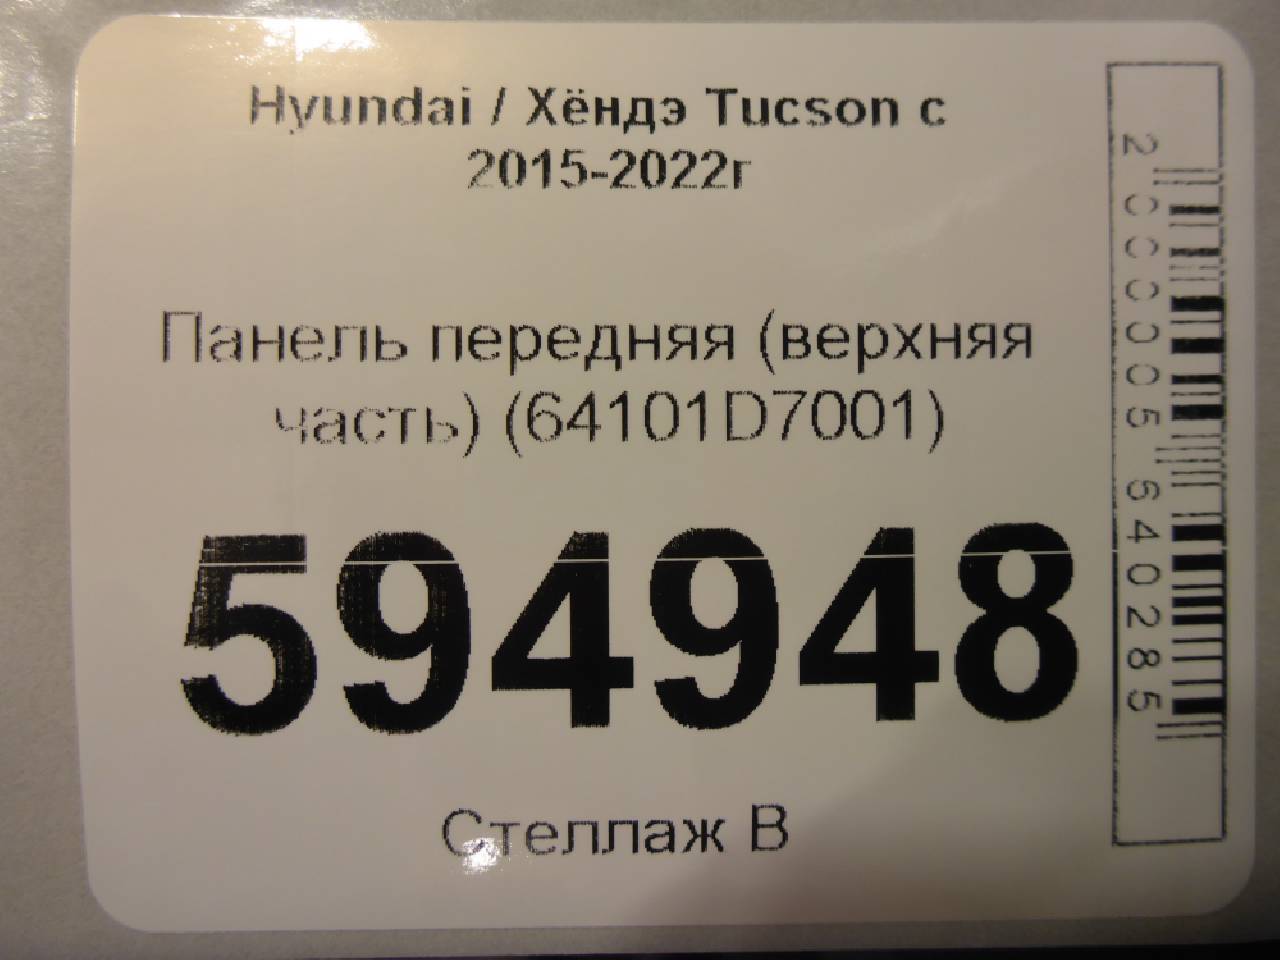 Hyundai / Хёндэ Tucson с
2015-2022г
Панель передняя (верхняя
часть) (64101D7001)
594948
Стеллаж В
2000005640285